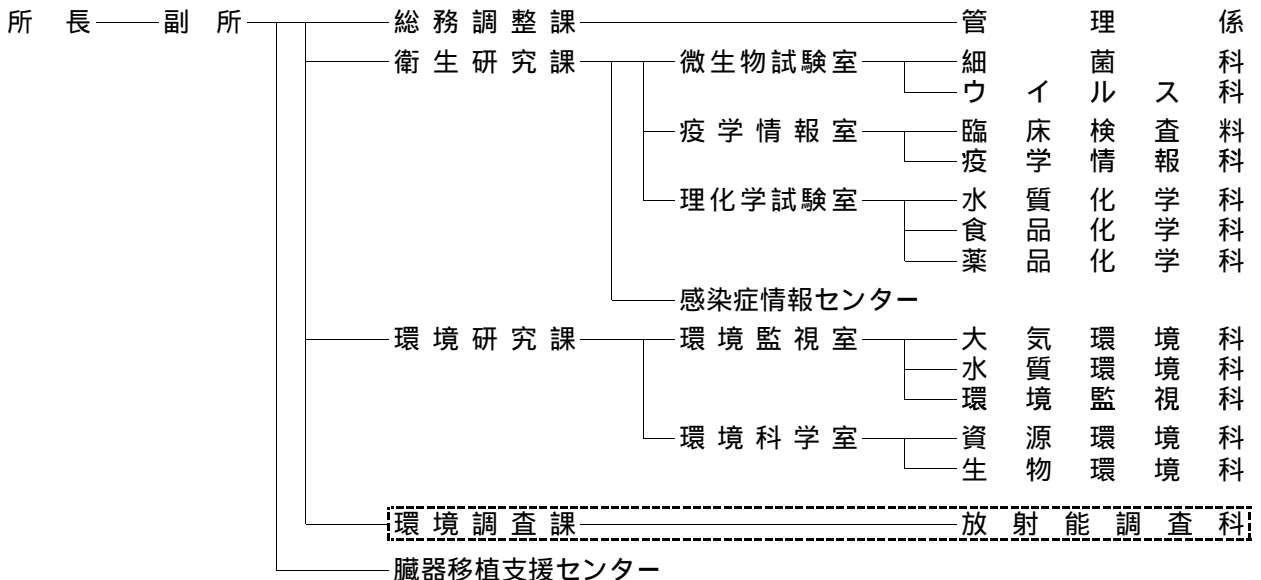 所長 副所 総務調整課 管理係
衛生研究課 微生物試験室 細菌科
ウイルス科
疫学情報室 臨床検査料
疫学情報科
理化学試験室 水質化学科
食品化学科
薬品化学科
感染症情報センター
環境研究課 環境監視室 大気環境科
水質環境科
環境監視科
環境科学室 資源環境科
生物環境科
環境調査課 放射能調査科
臓器移植支援センター